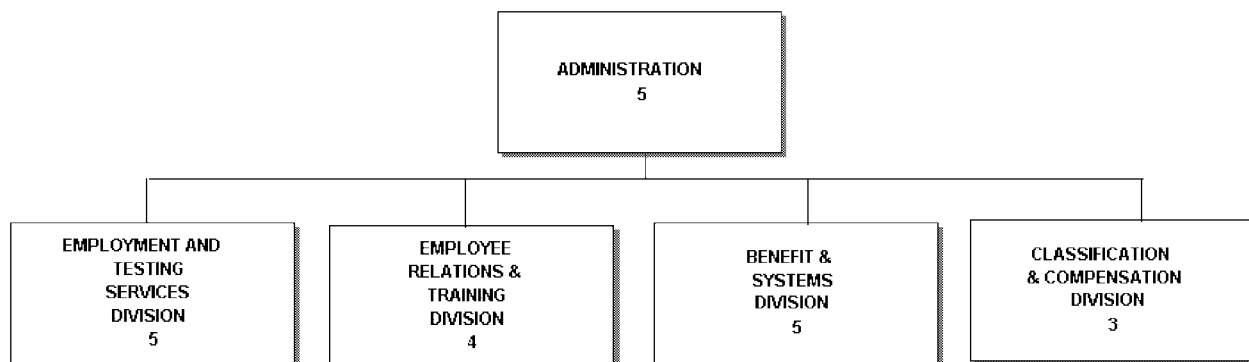 ADMINISTRATION
5
EMPLOYMENT AND
TESTING
SERVICES
DIVISION
5
EMPLOYEE
RELATIONS &
TRAINING
DIVISION
4
BENEFIT &
SYSTEMS
DIVISION
5
CLASSIFICATION
& COMPENSATION
DIVISION
3